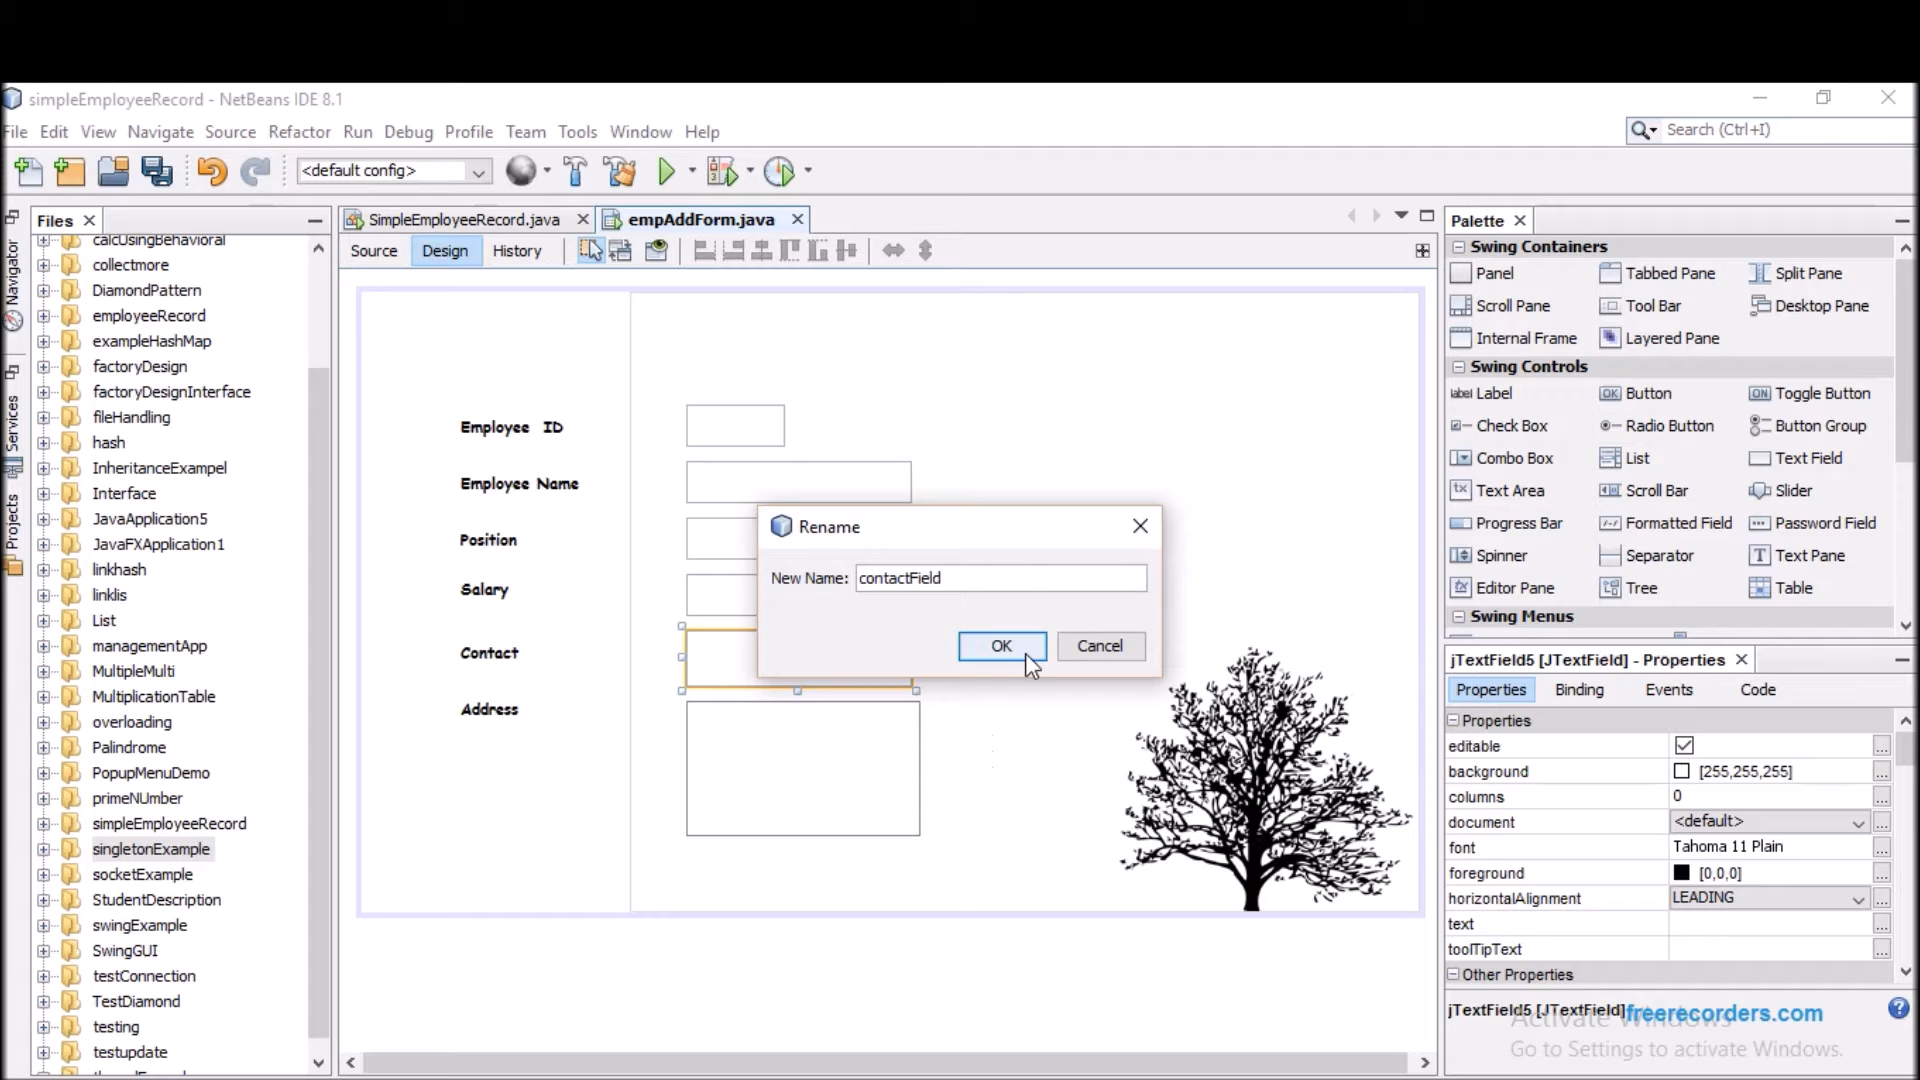 simpleEmployeeRecord - NetBeans IDE 8.1
File Edit View Navigate Source Refactor Run Debug Profile Team Tools Window Help
Search (Ctrl+I)
<default config>
Navigator
Services
Projects
Files
calcUsingBehavioral
collectmore
DiamondPattern
employeeRecord
exampleHashMap
factoryDesign
factoryDesignInterface
fileHandling
hash
InheritanceExampel
Interface
JavaApplication5
JavaFXApplication1
linkhash
linklis
List
managementApp
MultipleMulti
MultiplicationTable
overloading
Palindrome
PopupMenuDemo
primeNUmber
simpleEmployeeRecord
singletonExample
socketExample
StudentDescription
swingExample
SwingGUI
testConnection
TestDiamond
testing
testupdate
SimpleEmployeeRecord.java
empAddForm.java
Source Design History
Employee ID
Employee Name
Position
Salary
Contact
Address
Rename
New Name: contactField
OK Cancel
Palette
Swing Containers
Panel Tabbed Pane Split Pane
Scroll Pane Tool Bar Desktop Pane
Internal Frame Layered Pane
Swing Controls
label Label OK Button ON Toggle Button
Check Box Radio Button Button Group
Combo Box List Text Field
Text Area Scroll Bar Slider
Progress Bar Formatted Field Password Field
Spinner Separator Text Pane
Editor Pane Tree Table
Swing Menus
jTextField5 [JTextField] - Properties
Properties Binding Events Code
Properties
editable
background [255,255,255]
columns 0
document <default>
font Tahoma 11 Plain
foreground [0,0,0]
horizontalAlignment LEADING
text
toolTipText
Other Properties
jTextField5 [JTextField]
freerecorders.com
Activate Windows
Go to Settings to activate Windows.